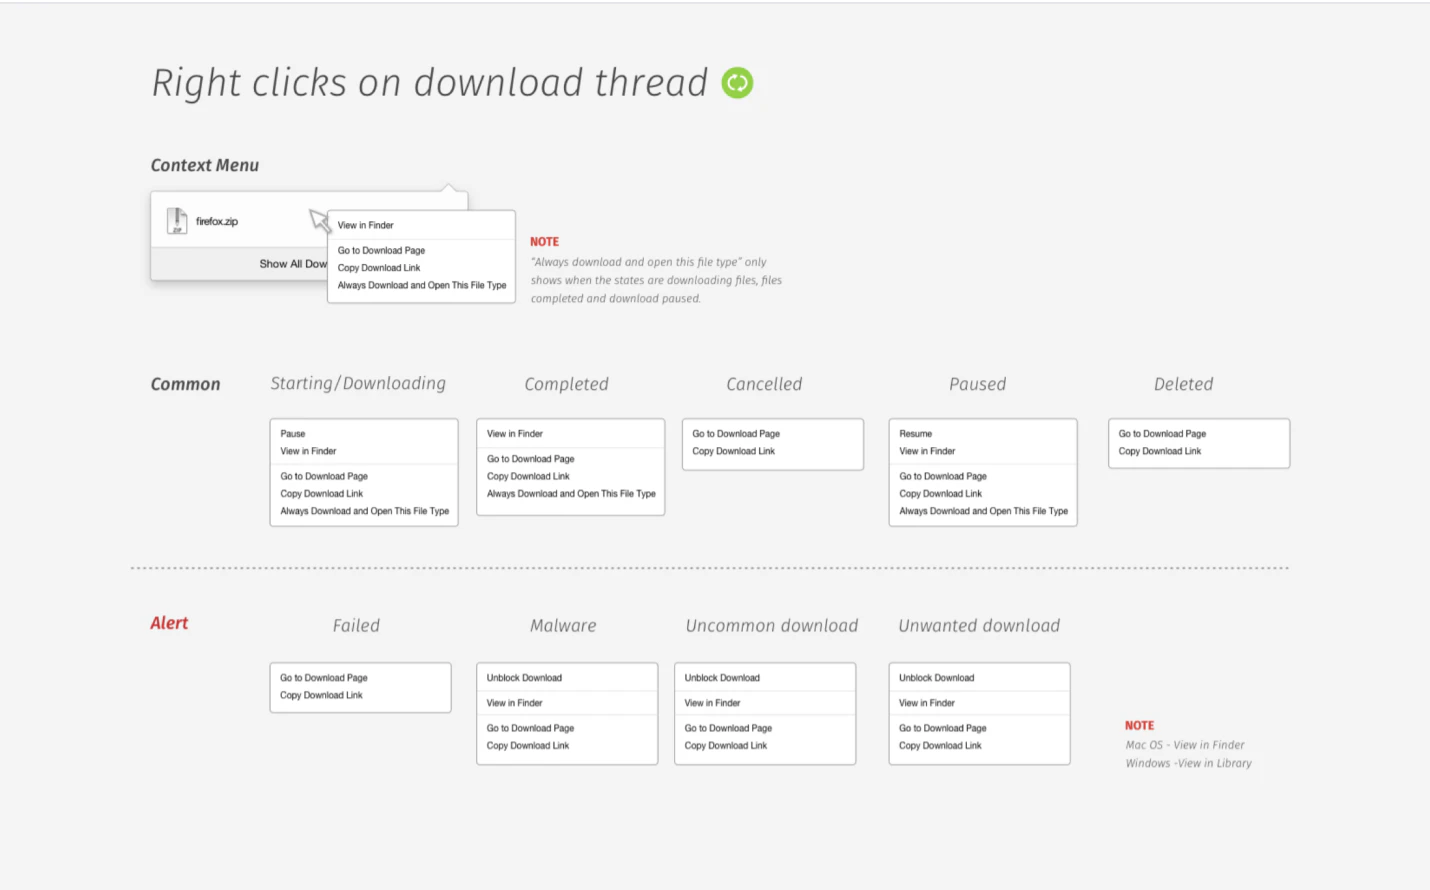 Right clicks on download thread
Context Menu
ZIP
firefox.zip
Show All Dow
View in Finder
Go to Download Page
Copy Download Link
Always Download and Open This File Type
NOTE
“Always download and open this file type” only
shows when the states are downloading files, files
completed and download paused.
Common
Starting/Downloading
Pause
View in Finder
Go to Download Page
Copy Download Link
Always Download and Open This File Type
Completed
View in Finder
Go to Download Page
Copy Download Link
Always Download and Open This File Type
Cancelled
Go to Download Page
Copy Download Link
Paused
Resume
View in Finder
Go to Download Page
Copy Download Link
Always Download and Open This File Type
Deleted
Go to Download Page
Copy Download Link
Alert
Failed
Go to Download Page
Copy Download Link
Malware
Unblock Download
View in Finder
Go to Download Page
Copy Download Link
Uncommon download
Unblock Download
View in Finder
Go to Download Page
Copy Download Link
Unwanted download
Unblock Download
View in Finder
Go to Download Page
Copy Download Link
NOTE
Mac OS - View in Finder
Windows -View in Library